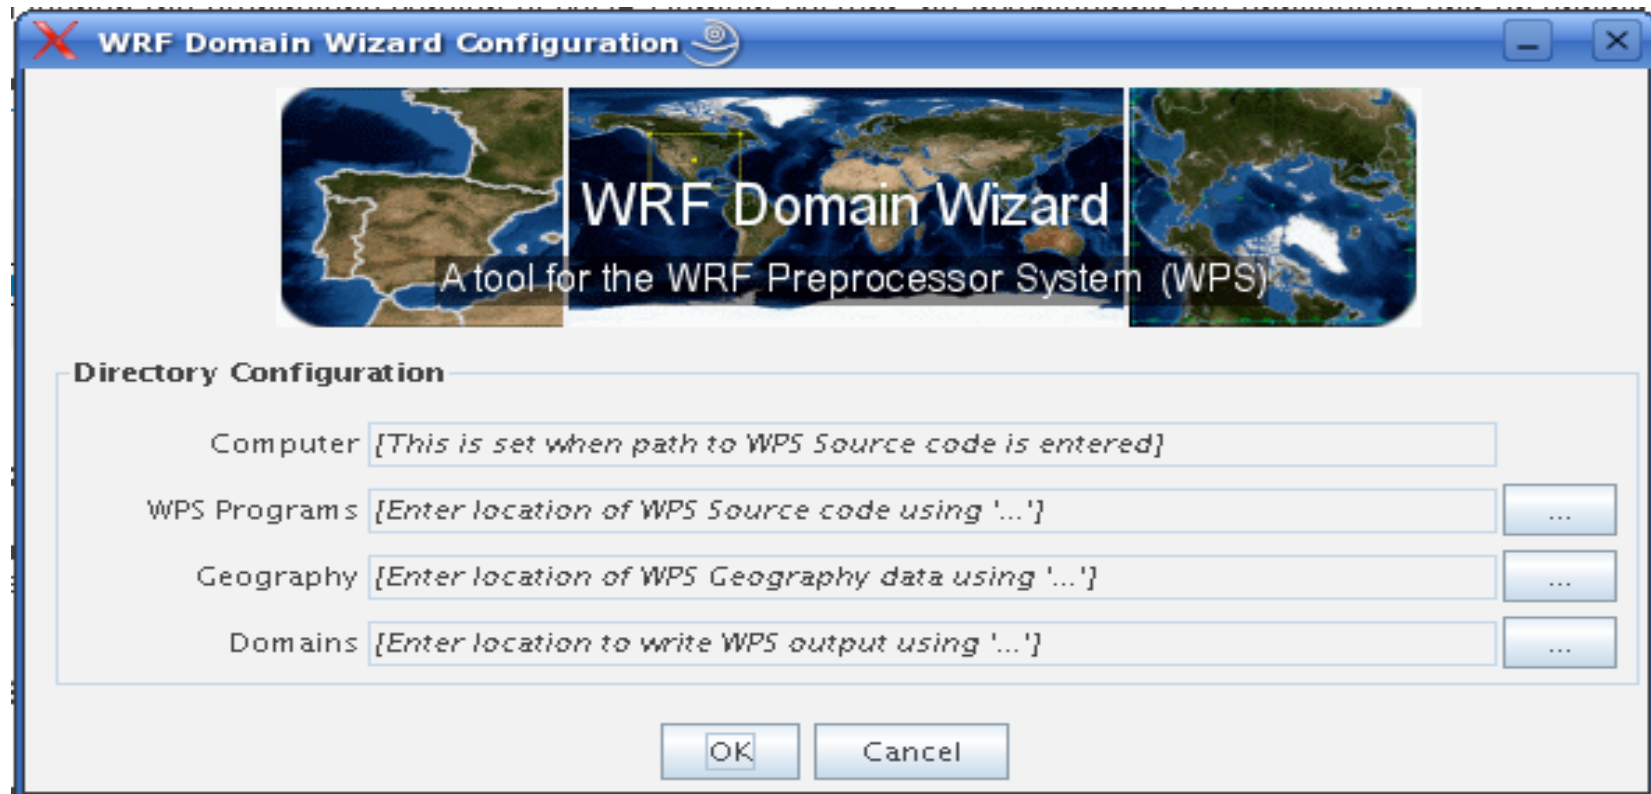 WRF Domain Wizard Configuration
WRF Domain Wizard
A tool for the WRF Preprocessor System (WPS)
Directory Configuration
Computer [This is set when path to WPS Source code is entered]
WPS Programs [Enter location of WPS Source code using '...'] ...
Geography [Enter location of WPS Geography data using '...'] ...
Domains [Enter location to write WPS output using '...'] ...
OK Cancel